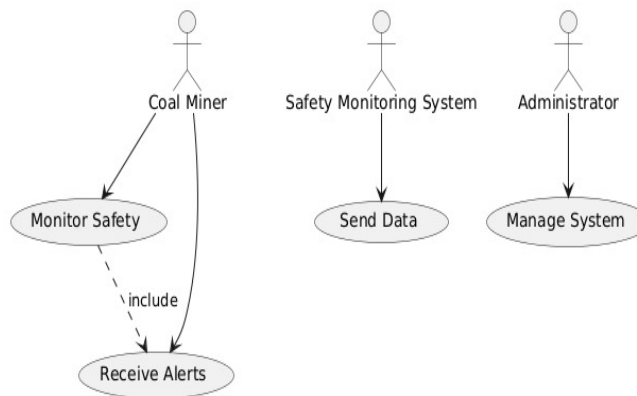 Coal Miner
Safety Monitoring System
Administrator
Monitor Safety
Send Data
Manage System
include
Receive Alerts